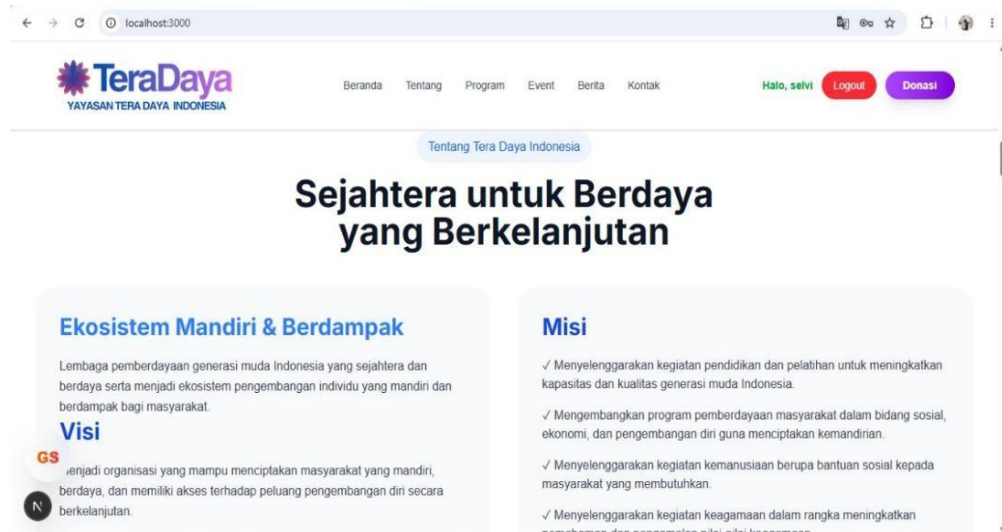 localhost:3000
TeraDaya
YAYASAN TERA DAYA INDONESIA
Beranda Tentang Program Event Berita Kontak
Halo, selvi Logout Donasi
Tentang Tera Daya Indonesia
Sejahtera untuk Berdaya
yang Berkelanjutan
Ekosistem Mandiri & Berdampak
Lembaga pemberdayaan generasi muda Indonesia yang sejahtera dan
berdaya serta menjadi ekosistem pengembangan individu yang mandiri dan
berdampak bagi masyarakat.
Visi
GS
enjadi organisasi yang mampu menciptakan masyarakat yang mandiri,
berdaya, dan memiliki akses terhadap peluang pengembangan diri secara
N
berkelanjutan.
Misi
✓ Menyelenggarakan kegiatan pendidikan dan pelatihan untuk meningkatkan
kapasitas dan kualitas generasi muda Indonesia.
✓ Mengembangkan program pemberdayaan masyarakat dalam bidang sosial,
ekonomi, dan pengembangan diri guna menciptakan kemandirian.
✓ Menyelenggarakan kegiatan kemanusiaan berupa bantuan sosial kepada
masyarakat yang membutuhkan.
✓ Menyelenggarakan kegiatan keagamaan dalam rangka meningkatkan